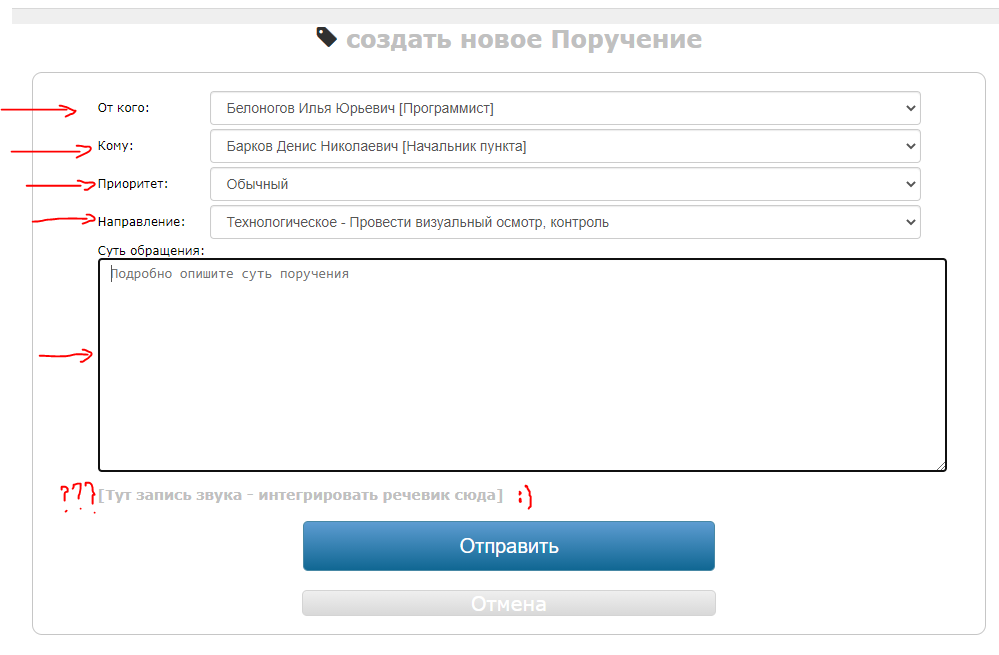 создать новое Поручение
От кого: Белоногов Илья Юрьевич [Программист]
Кому: Барков Денис Николаевич [Начальник пункта]
Приоритет: Обычный
Направление: Технологическое - Провести визуальный осмотр, контроль
Суть обращения:
Подробно опишите суть поручения
??? [Тут запись звука - интегрировать речевик сюда] :)
Отправить
Отмена